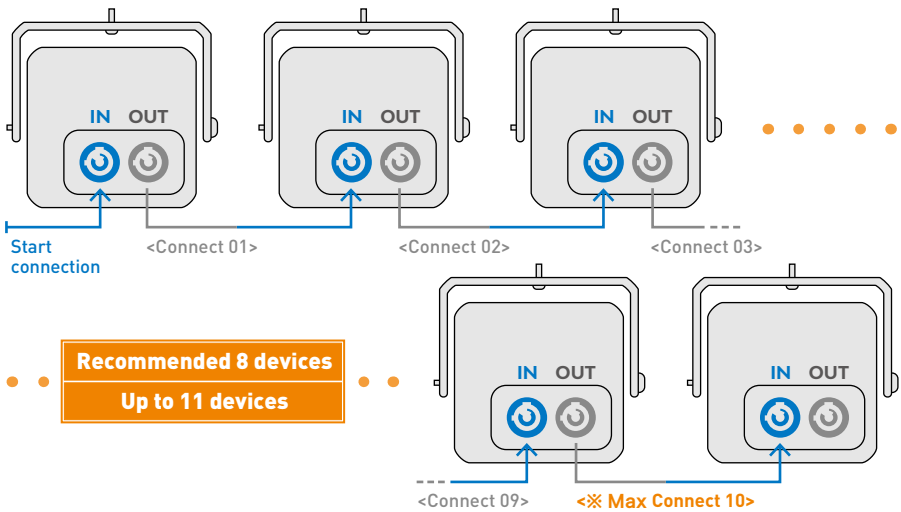 IN OUT
IN OUT
IN OUT
Start
connection
<Connect 01>
<Connect 02>
<Connect 03>
Recommended 8 devices
Up to 11 devices
IN OUT
IN OUT
<Connect 09>
<※ Max Connect 10>